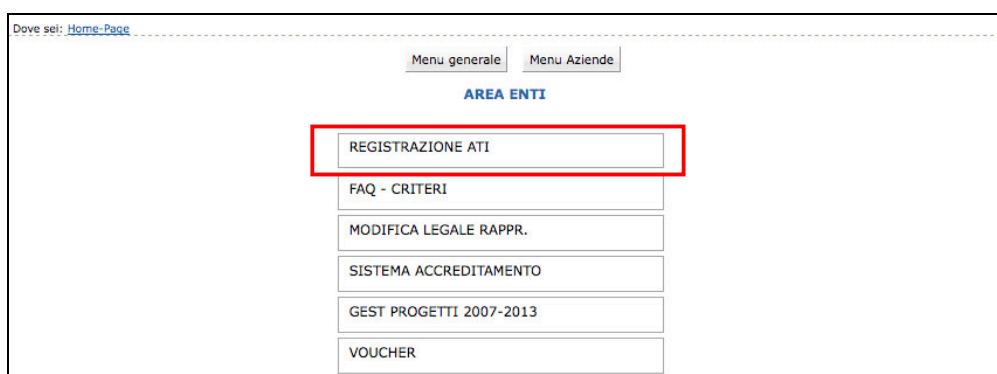 Dove sei: Home-Page
Menu generale Menu Aziende
AREA ENTI
REGISTRAZIONE ATI
FAQ - CRITERI
MODIFICA LEGALE RAPPR.
SISTEMA ACCREDITAMENTO
GEST PROGETTI 2007-2013
VOUCHER